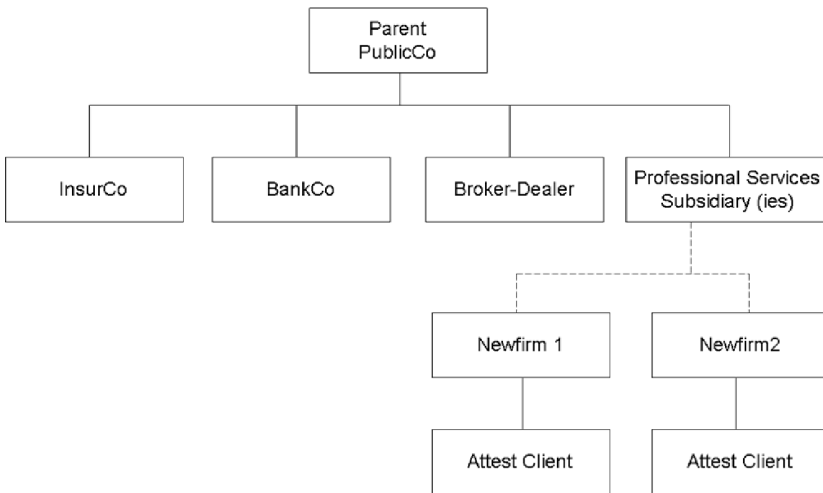 Parent
PublicCo
InsurCo
BankCo
Broker-Dealer
Professional Services
Subsidiary (ies)
Newfirm 1
Newfirm2
Attest Client
Attest Client